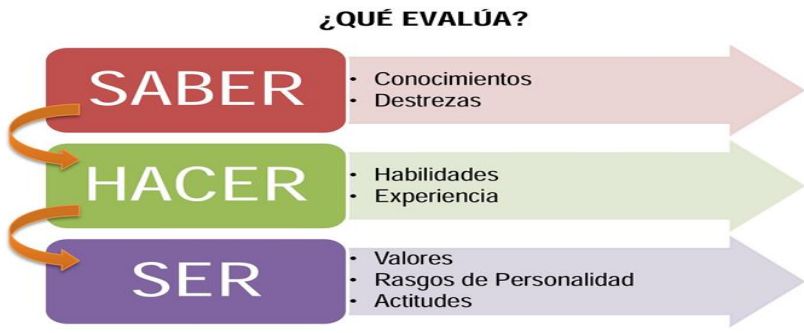 ¿QUÉ EVALÚA?
SABER
• Conocimientos
• Destrezas
HACER
• Habilidades
• Experiencia
SER
• Valores
• Rasgos de Personalidad
• Actitudes